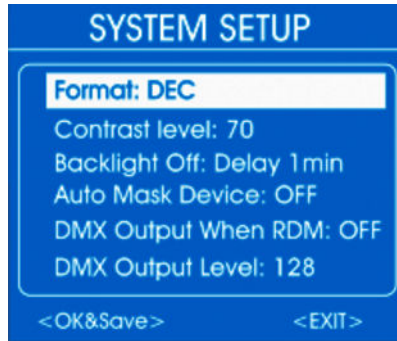 SYSTEM SETUP
Format: DEC
Contrast level: 70
Backlight Off: Delay 1min
Auto Mask Device: OFF
DMX Output When RDM: OFF
DMX Output Level: 128
<OK&Save> <EXIT>